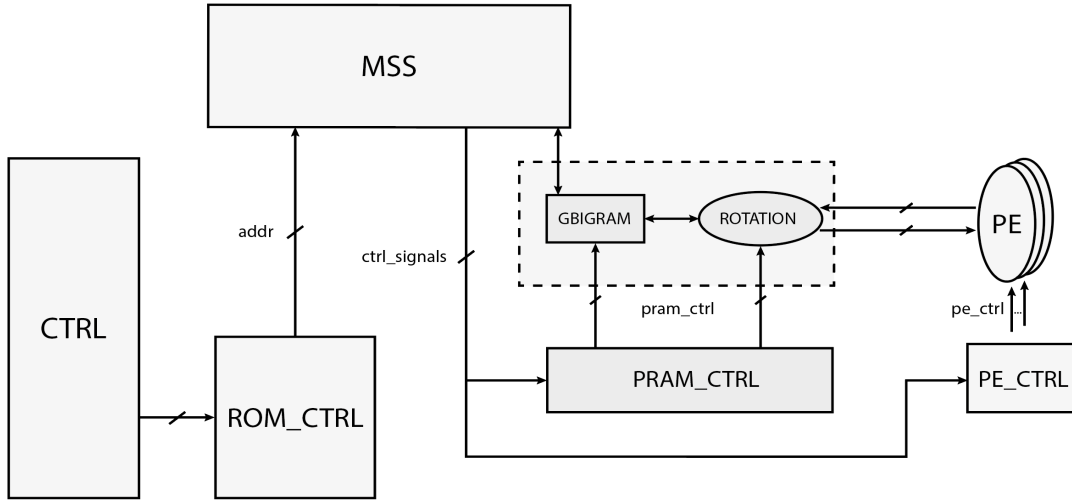 MSS
GBIGRAM
ROTATION
PE
addr
ctrl_signals
pram_ctrl
pe_ctrl
...
CTRL
PRAM_CTRL
PE_CTRL
ROM_CTRL